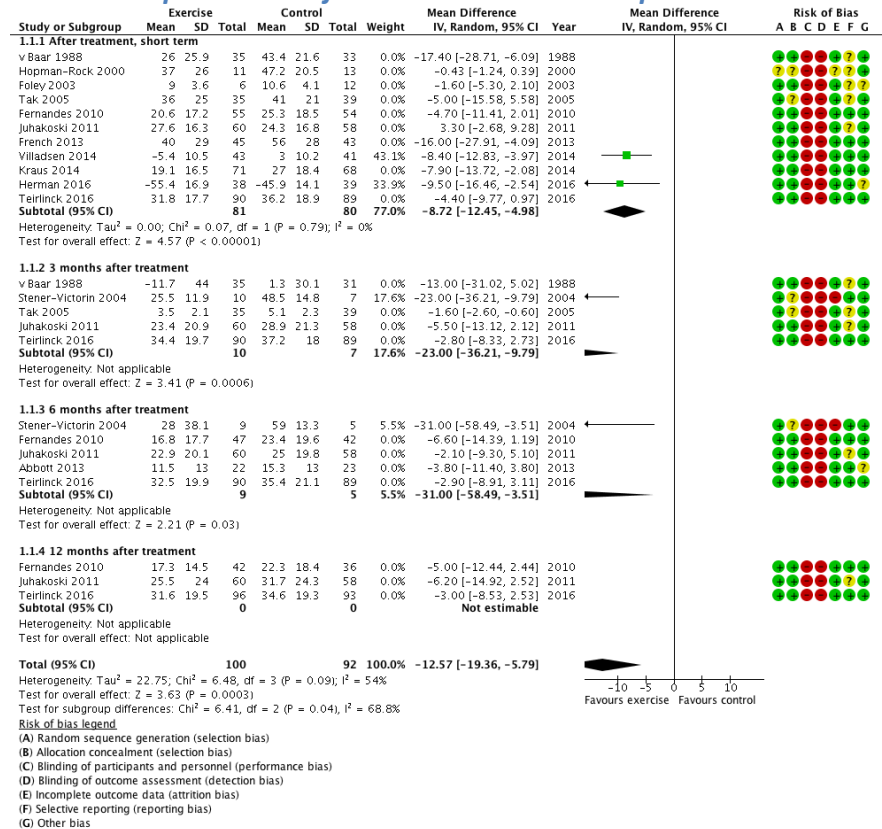 Exercise Control Mean Difference Mean Difference Risk of Bias
Study or Subgroup Mean SD Total Mean SD Total Weight IV, Random, 95% CI Year IV, Random, 95% CI A B C D E F G
1.1.1 After treatment, short term
v Baar 1988 26 25.9 35 43.4 21.6 33 0.0% -17.40 [-28.71, -6.09] 1988
Hopman-Rock 2000 37 26 11 47.2 20.5 13 0.0% -0.43 [-1.24, 0.39] 2000
Foley 2003 9 3.6 6 10.6 4.1 12 0.0% -1.60 [-5.30, 2.10] 2003
Tak 2005 36 25 35 41 21 39 0.0% -5.00 [-15.58, 5.58] 2005
Fernandes 2010 20.6 17.2 55 25.3 18.5 54 0.0% -4.70 [-11.41, 2.01] 2010
Juhakoski 2011 27.6 16.3 60 24.3 16.8 58 0.0% 3.30 [-2.68, 9.28] 2011
French 2013 40 29 45 56 28 43 0.0% -16.00 [-27.91, -4.09] 2013
Villadsen 2014 -5.4 10.5 43 3 10.2 41 43.1% -8.40 [-12.83, -3.97] 2014
Kraus 2014 19.1 16.5 71 27 18.4 68 0.0% -7.90 [-13.72, -2.08] 2014
Herman 2016 -55.4 16.9 38 -45.9 14.1 39 33.9% -9.50 [-16.46, -2.54] 2016
Teirlinck 2016 31.8 17.7 90 36.2 18.9 89 0.0% -4.40 [-9.77, 0.97] 2016
Subtotal (95% CI) 81 80 77.0% -8.72 [-12.45, -4.98]
Heterogeneity: Tau² = 0.00; Chi² = 0.07, df = 1 (P = 0.79); I² = 0%
Test for overall effect: Z = 4.57 (P < 0.00001)
1.1.2 3 months after treatment
v Baar 1988 -11.7 44 35 1.3 30.1 31 0.0% -13.00 [-31.02, 5.02] 1988
Stener-Victorin 2004 25.5 11.9 10 48.5 14.8 7 17.6% -23.00 [-36.21, -9.79] 2004
Tak 2005 3.5 2.1 35 5.1 2.3 39 0.0% -1.60 [-2.60, -0.60] 2005
Juhakoski 2011 23.4 20.9 60 28.9 21.3 58 0.0% -5.50 [-13.12, 2.12] 2011
Teirlinck 2016 34.4 19.7 90 37.2 18 89 0.0% -2.80 [-8.33, 2.73] 2016
Subtotal (95% CI) 10 7 17.6% -23.00 [-36.21, -9.79]
Heterogeneity: Not applicable
Test for overall effect: Z = 3.41 (P = 0.0006)
1.1.3 6 months after treatment
Stener-Victorin 2004 28 38.1 9 59 13.3 5 5.5% -31.00 [-58.49, -3.51] 2004
Fernandes 2010 16.8 17.7 47 23.4 19.6 42 0.0% -6.60 [-14.39, 1.19] 2010
Juhakoski 2011 22.9 20.1 60 25 19.8 58 0.0% -2.10 [-9.30, 5.10] 2011
Abbott 2013 11.5 13 22 15.3 13 23 0.0% -3.80 [-11.40, 3.80] 2013
Teirlinck 2016 32.5 19.9 90 35.4 21.1 89 0.0% -2.90 [-8.91, 3.11] 2016
Subtotal (95% CI) 9 5 5.5% -31.00 [-58.49, -3.51]
Heterogeneity: Not applicable
Test for overall effect: Z = 2.21 (P = 0.03)
1.1.4 12 months after treatment
Fernandes 2010 17.3 14.5 42 22.3 18.4 36 0.0% -5.00 [-12.44, 2.44] 2010
Juhakoski 2011 25.5 24 60 31.7 24.3 58 0.0% -6.20 [-14.92, 2.52] 2011
Teirlinck 2016 31.6 19.5 96 34.6 19.3 93 0.0% -3.00 [-8.53, 2.53] 2016
Subtotal (95% CI) 0 0 Not estimable
Heterogeneity: Not applicable
Test for overall effect: Not applicable
Total (95% CI) 100 92 100.0% -12.57 [-19.36, -5.79]
Heterogeneity: Tau² = 22.75; Chi² = 6.48, df = 3 (P = 0.09); I² = 54%
Test for overall effect: Z = 3.63 (P = 0.0003)
Test for subgroup differences: Chi² = 6.41, df = 2 (P = 0.04), I² = 68.8%
-10 -5 0 5 10
Favours exercise Favours control
Risk of bias legend
(A) Random sequence generation (selection bias)
(B) Allocation concealment (selection bias)
(C) Blinding of participants and personnel (performance bias)
(D) Blinding of outcome assessment (detection bias)
(E) Incomplete outcome data (attrition bias)
(F) Selective reporting (reporting bias)
(G) Other bias